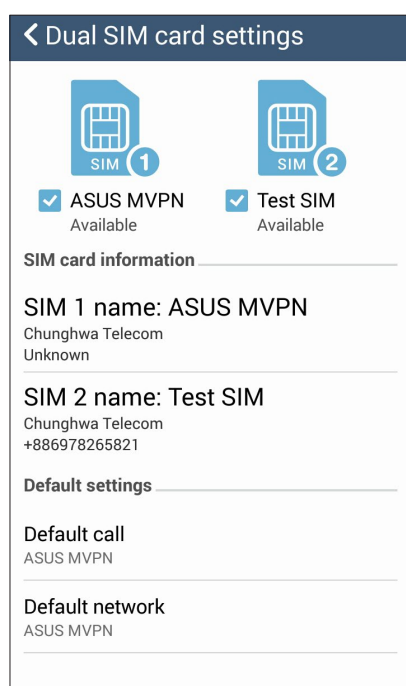 Dual SIM card settings
SIM 1
SIM 2
ASUS MVPN
Test SIM
Available
Available
SIM card information
SIM 1 name: ASUS MVPN
Chunghwa Telecom
Unknown
SIM 2 name: Test SIM
Chunghwa Telecom
+886978265821
Default settings
Default call
ASUS MVPN
Default network
ASUS MVPN